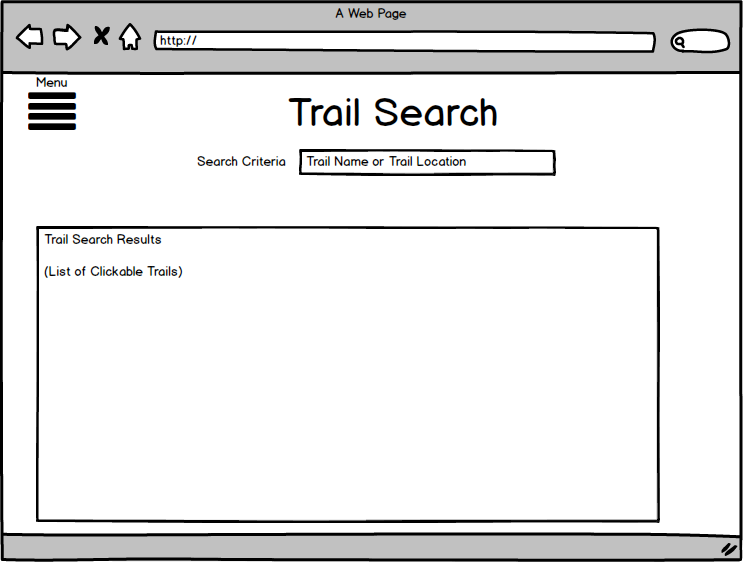 A Web Page
http://
Menu
Trail Search
Search Criteria Trail Name or Trail Location
Trail Search Results
(List of Clickable Trails)